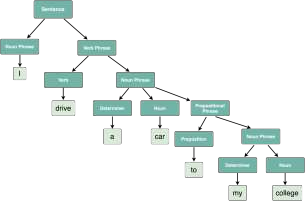 Sentence
Noun Phrase
Verb Phrase
I
Verb
Noun Phrase
drive
Determiner
Noun
Prepositional
Phrase
a
car
Preposition
Noun Phrase
to
Determiner
Noun
my
college